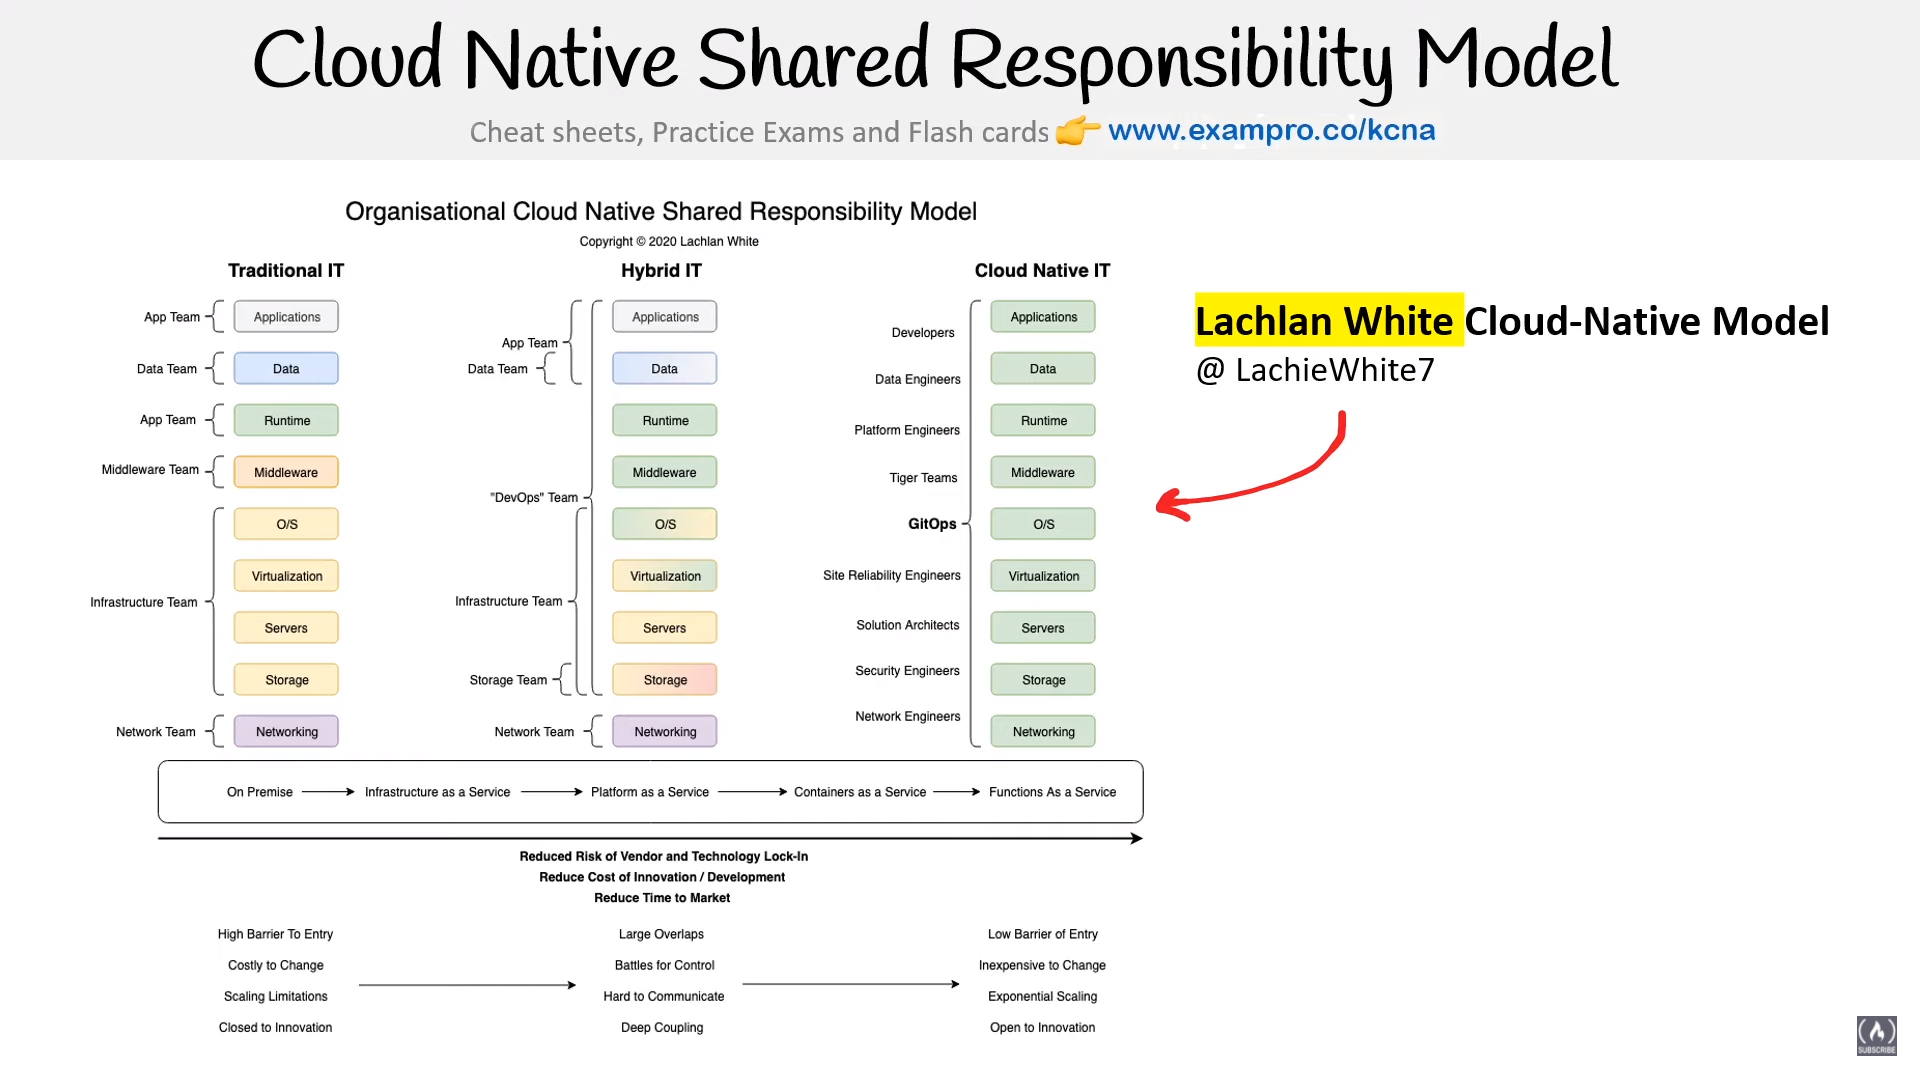 Cloud Native Shared Responsibility Model
Cheat sheets, Practice Exams and Flash cards 👉 www.exampro.co/kcna
Organisational Cloud Native Shared Responsibility Model
Copyright © 2020 Lachlan White
Traditional IT
App Team
Applications
Data Team
Data
App Team
Runtime
Middleware Team
Middleware
O/S
Virtualization
Infrastructure Team
Servers
Storage
Network Team
Networking
Hybrid IT
Applications
App Team
Data Team
Data
Runtime
Middleware
"DevOps" Team
O/S
Virtualization
Infrastructure Team
Servers
Storage Team
Storage
Network Team
Networking
Cloud Native IT
Developers
Data Engineers
Platform Engineers
Tiger Teams
GitOps
Site Reliability Engineers
Solution Architects
Security Engineers
Network Engineers
Applications
Data
Runtime
Middleware
O/S
Virtualization
Servers
Storage
Networking
Lachlan White Cloud-Native Model
@ LachieWhite7
On Premise
Infrastructure as a Service
Platform as a Service
Containers as a Service
Functions As a Service
Reduced Risk of Vendor and Technology Lock-In
Reduce Cost of Innovation / Development
Reduce Time to Market
High Barrier To Entry
Costly to Change
Scaling Limitations
Closed to Innovation
Large Overlaps
Battles for Control
Hard to Communicate
Deep Coupling
Low Barrier of Entry
Inexpensive to Change
Exponential Scaling
Open to Innovation
SUBSCRIBE